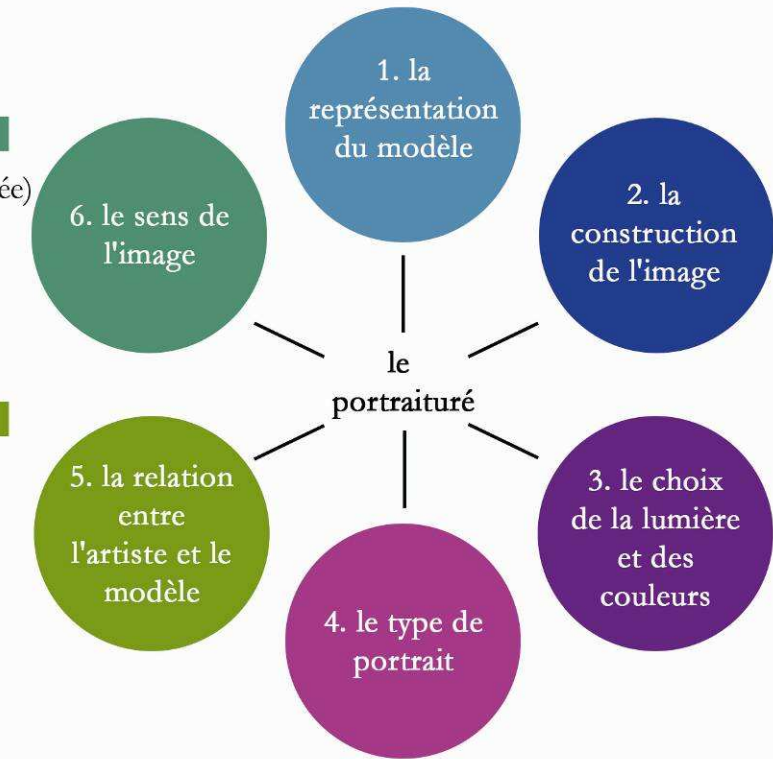 1. la
représentation
du modèle
2. la
construction
de l'image
3. le choix
de la lumière
et des
couleurs
4. le type de
portrait
5. la relation
entre
l'artiste et le
modèle
6. le sens de
l'image
ée)
le
portraituré